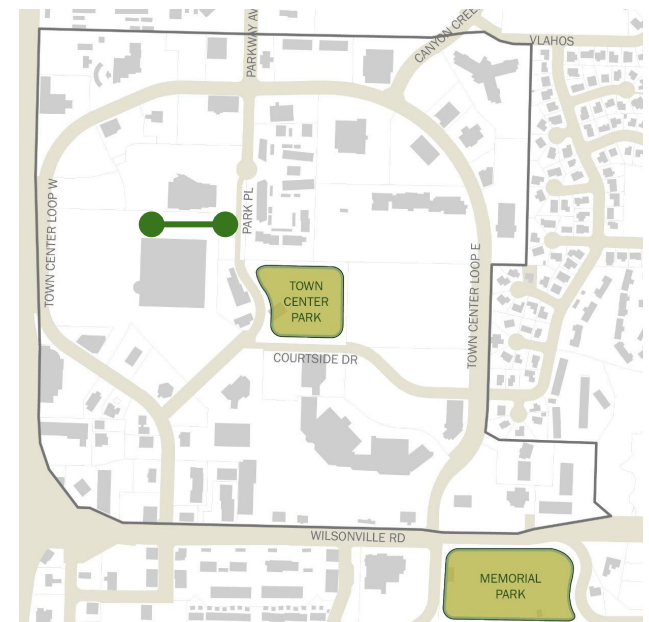 PARKWAY AV
CANYON CREE
VLAHOS
TOWN CENTER LOOP W
PARK PL
TOWN CENTER LOOP E
TOWN
CENTER
PARK
COURTSIDE DR
WILSONVILLE RD
MEMORIAL
PARK